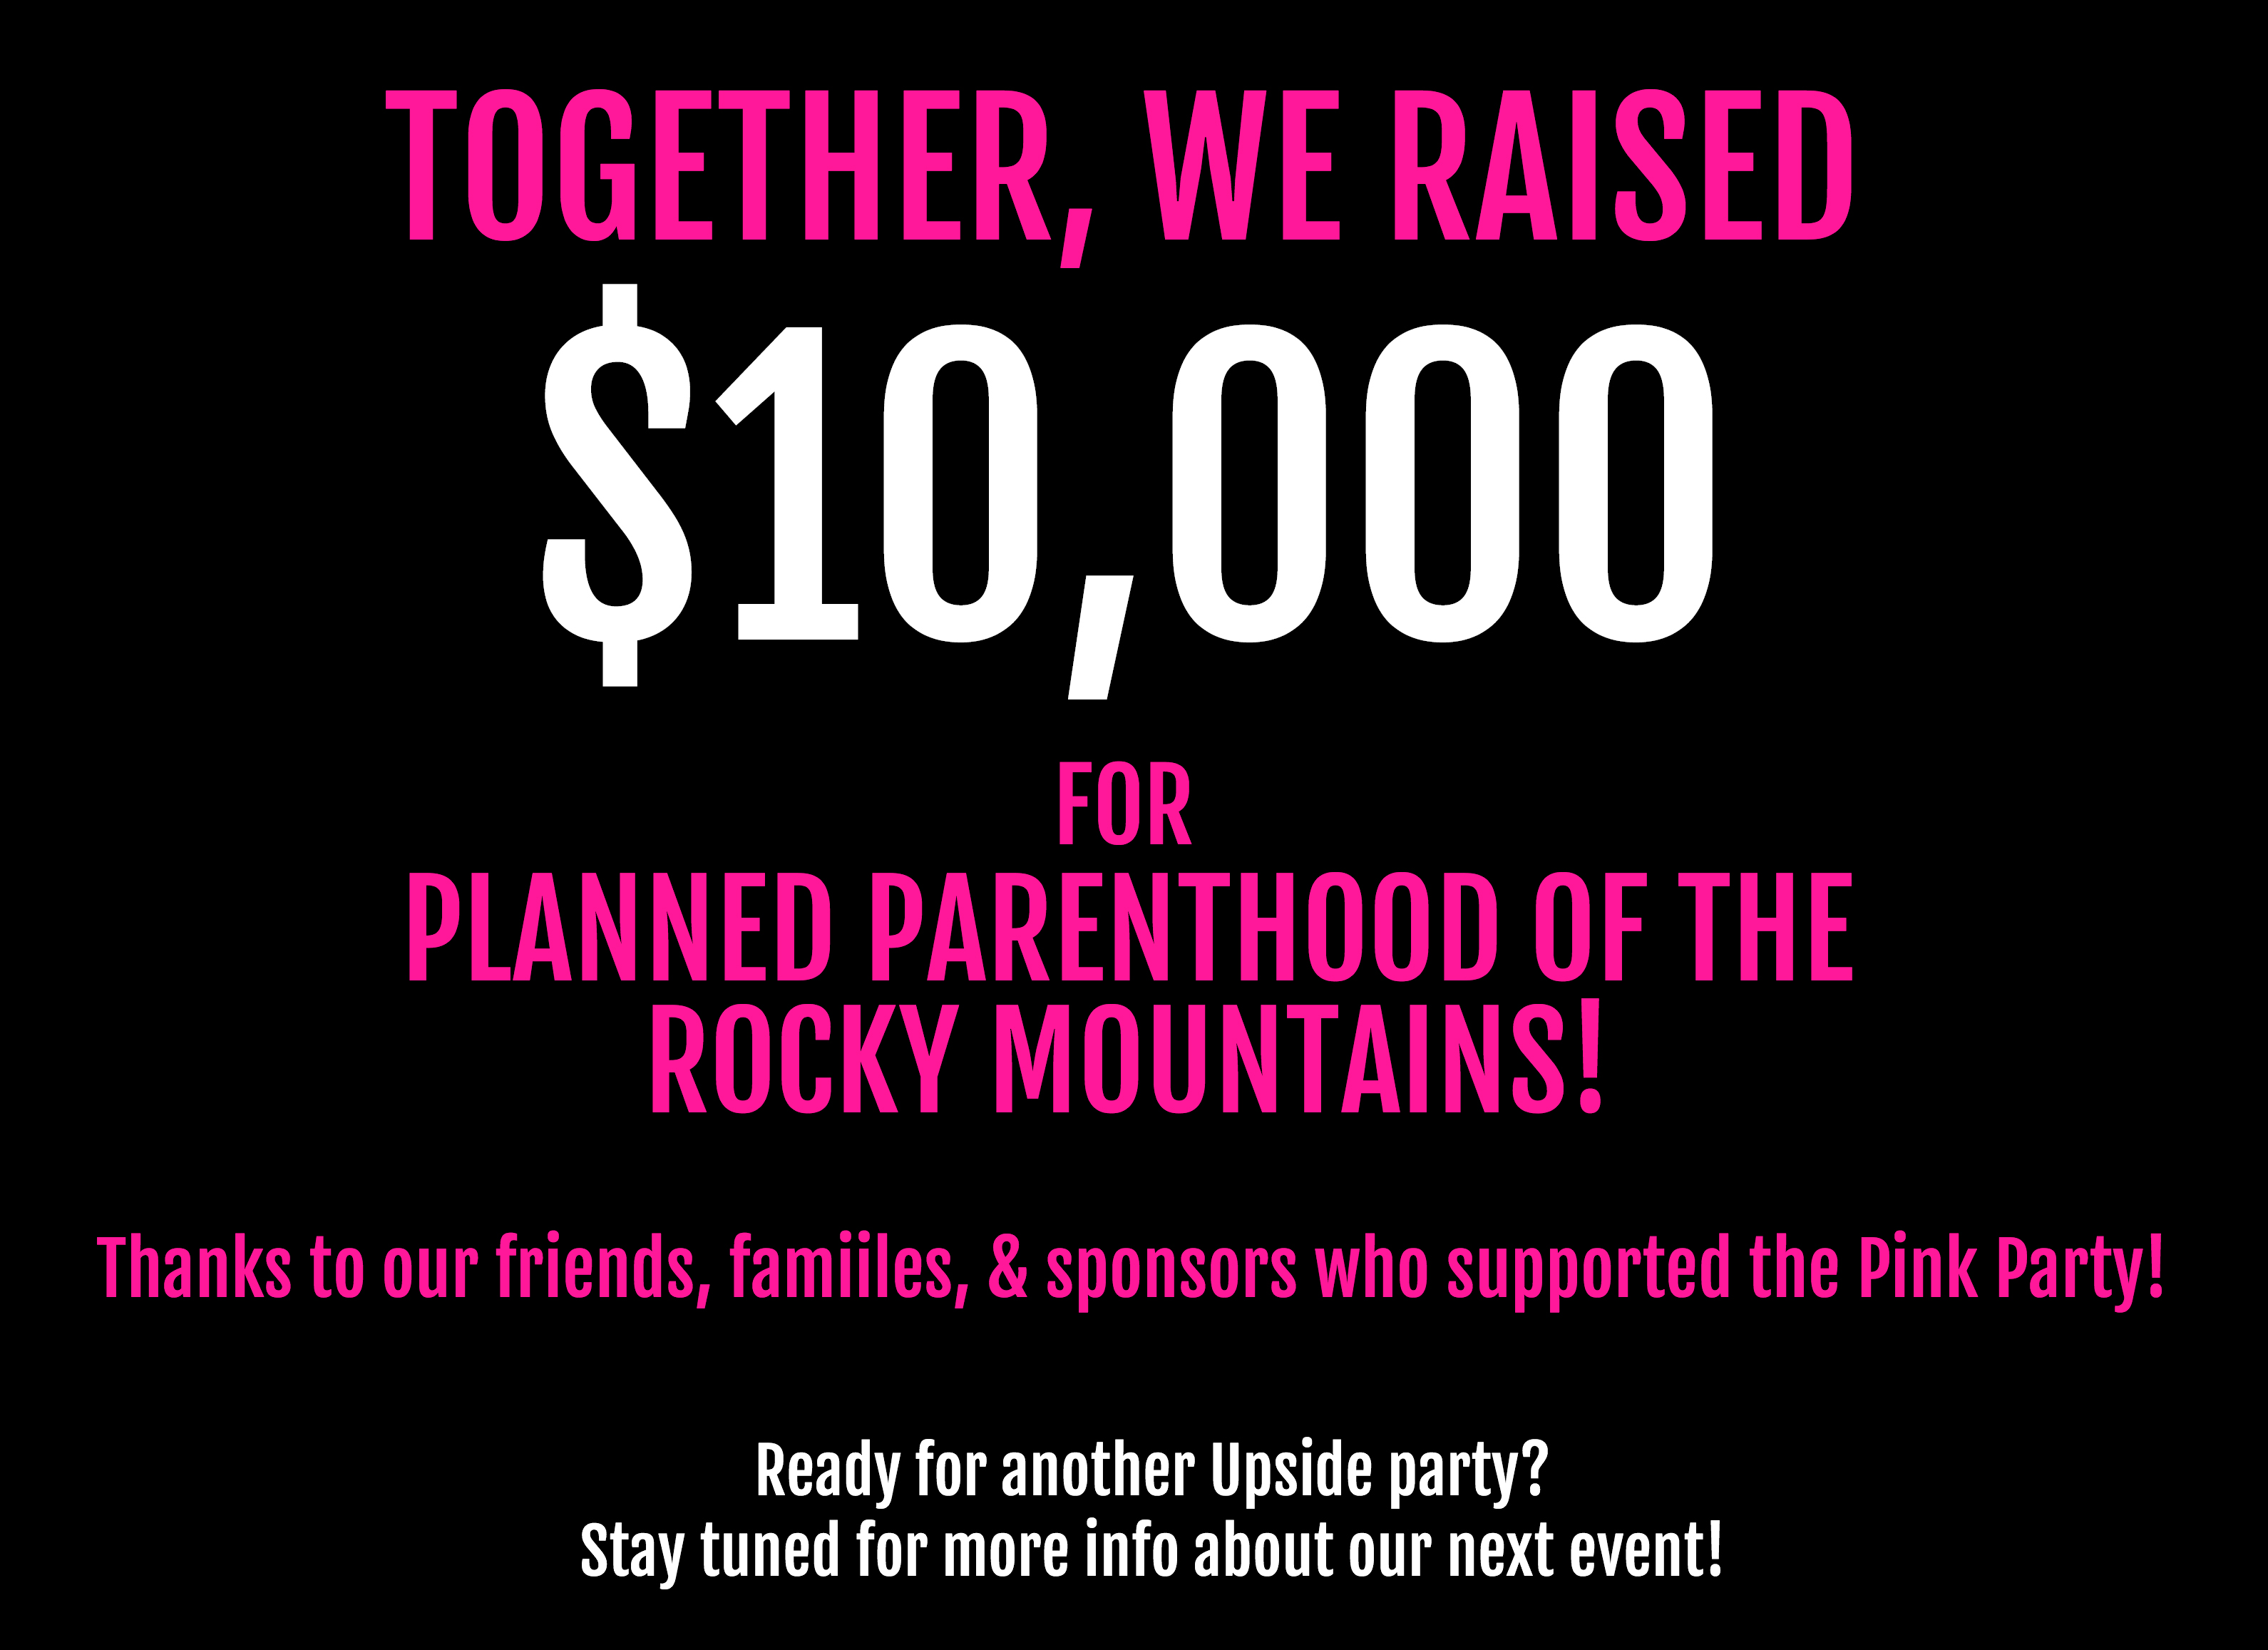 TOGETHER, WE RAISED
$10,000
FOR
PLANNED PARENTHOOD OF THE
ROCKY MOUNTAINS!
Thanks to our friends, famiiles, & sponsors who supported the Pink Party!
Ready for another Upside party?
Stay tuned for more info about our next event!